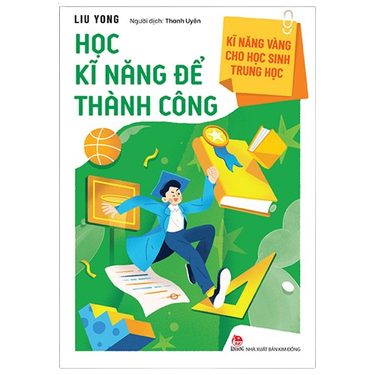 LIU YONG
Người dịch: Thanh Uyên
HỌC
KĨ NĂNG ĐỂ
THÀNH CÔNG
KĨ NĂNG VÀNG
CHO HỌC SINH
TRUNG HỌC
NHÀ XUẤT BẢN KIM ĐỒNG